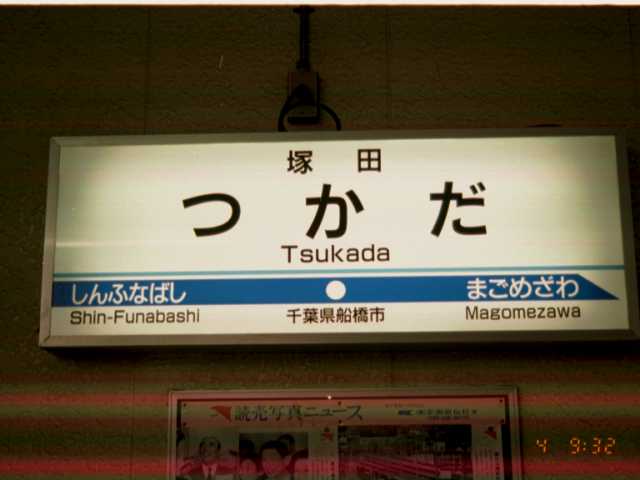 塚田
つかだ
Tsukada
しんふなばし まごめざわ
Shin-Funabashi 千葉県船橋市 Magomezawa
読売写真ニュース
4 9:32